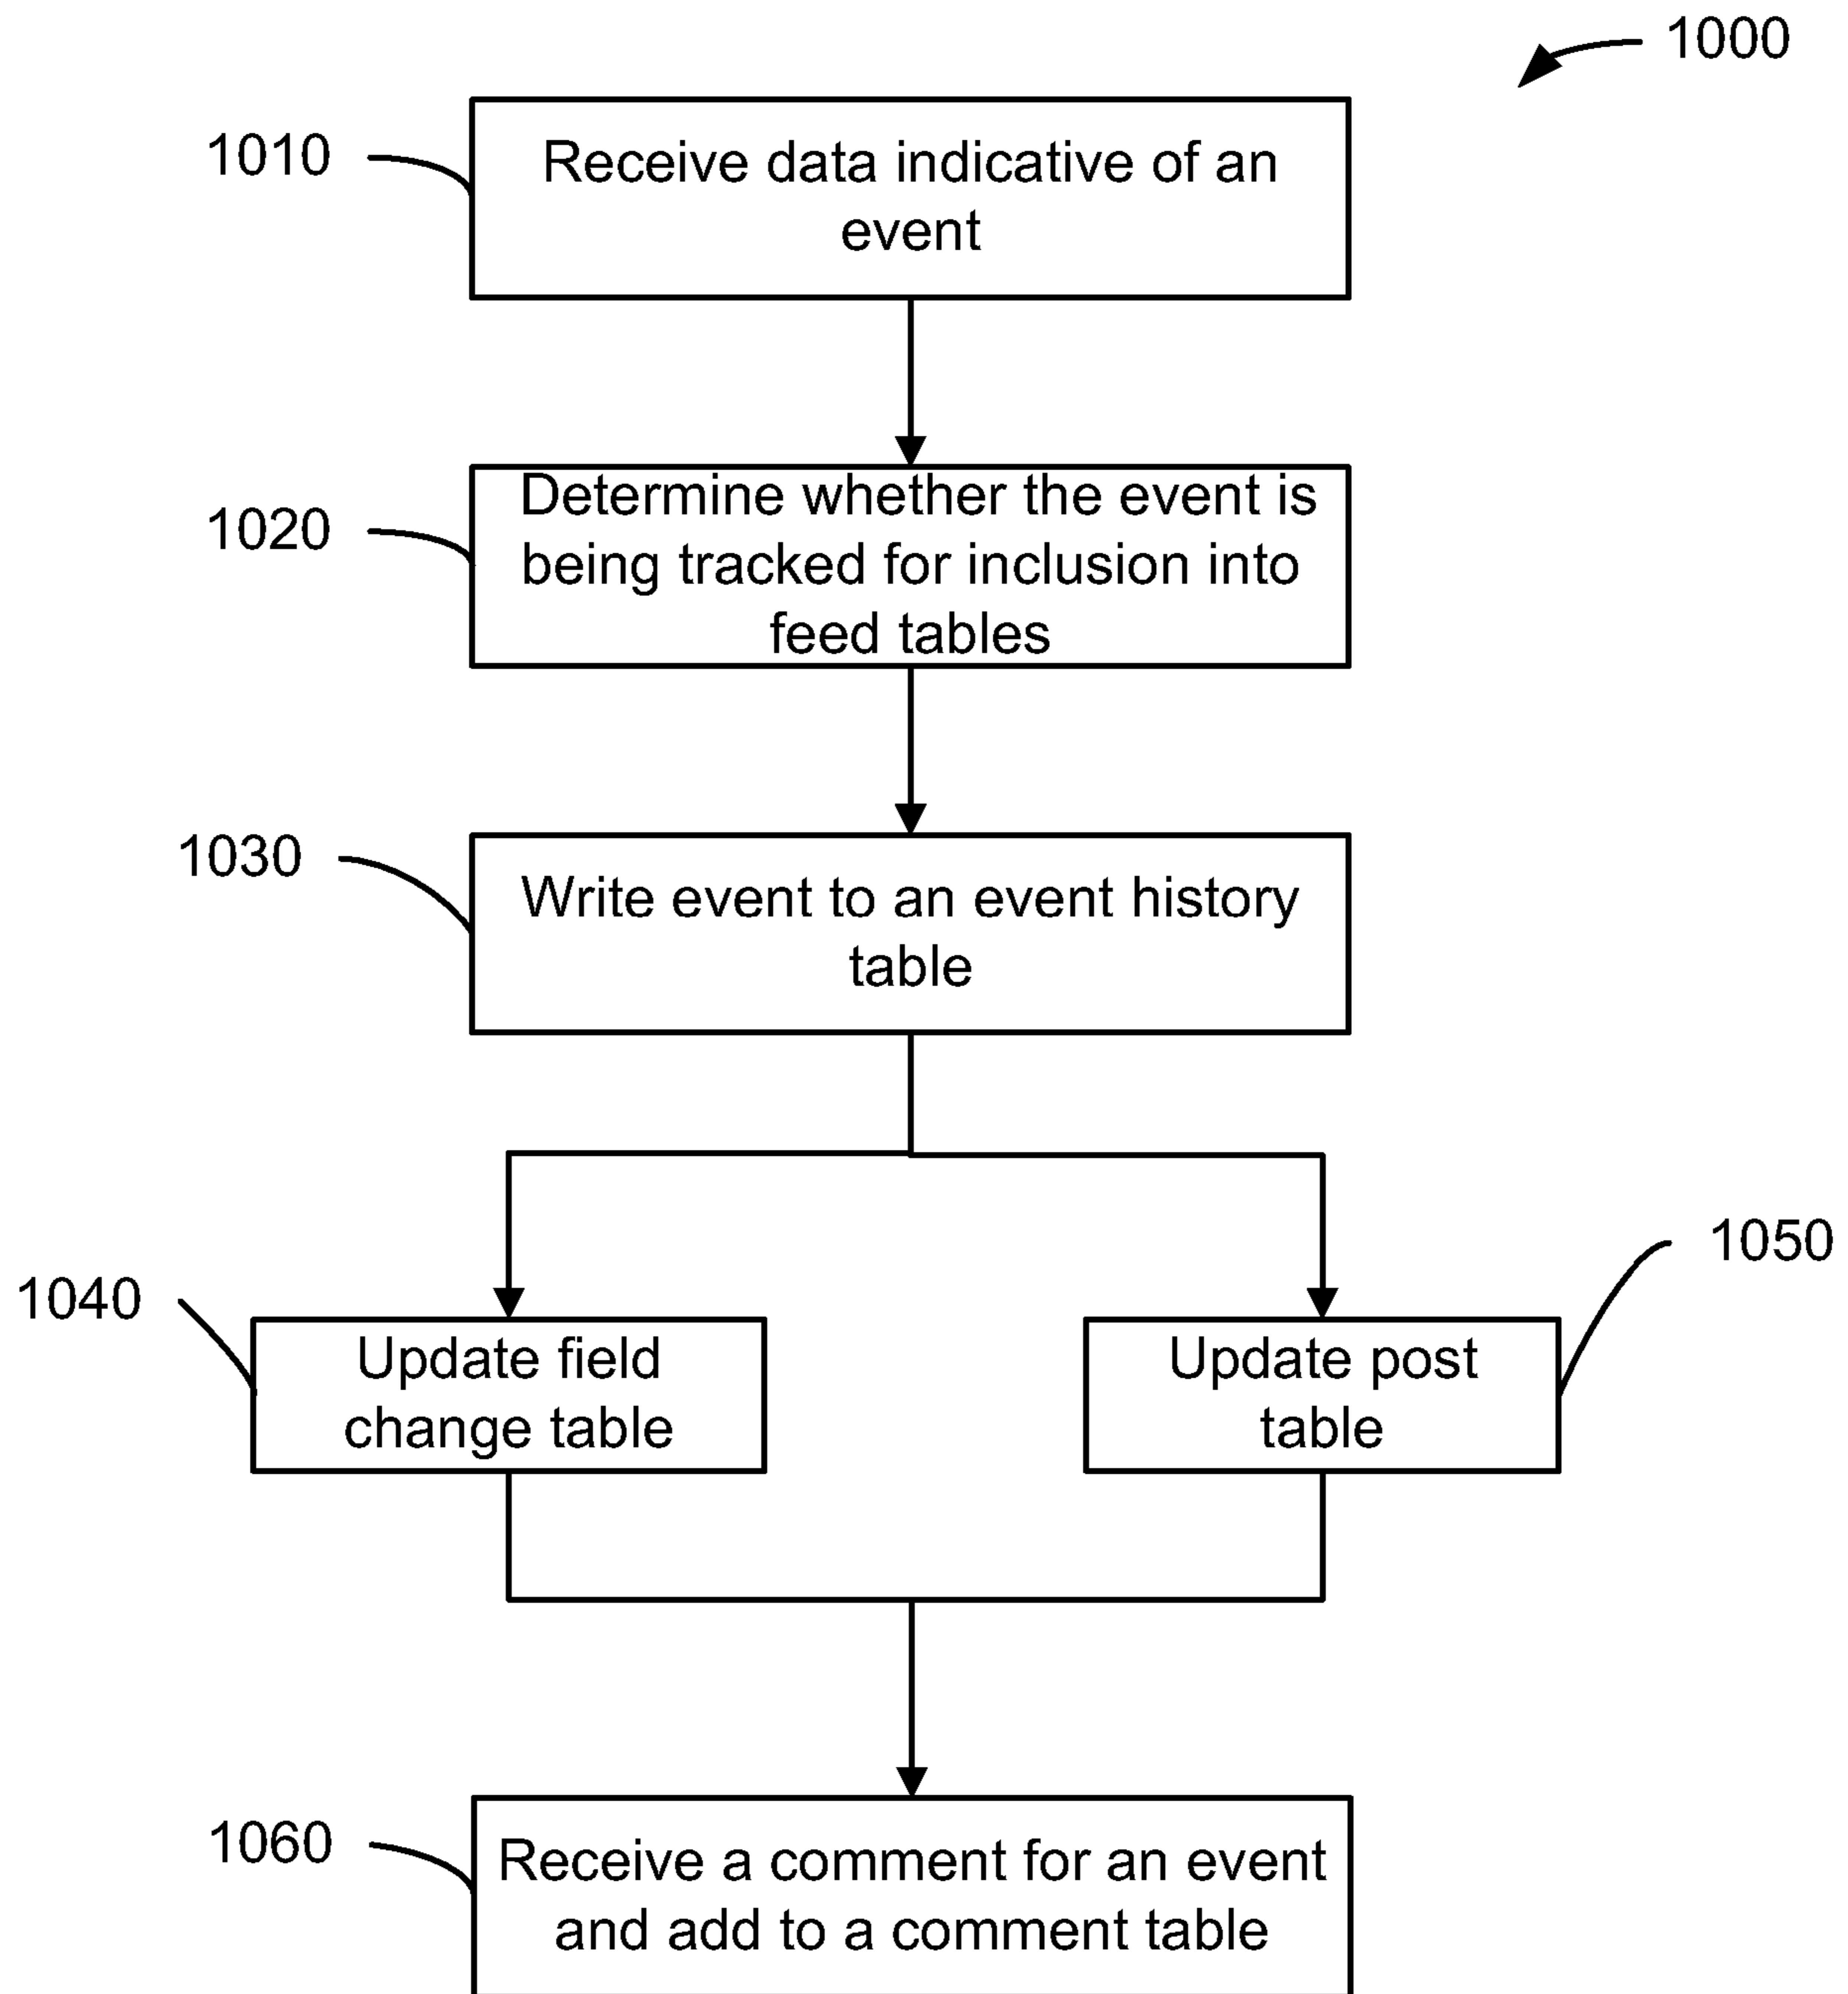 1000
1010
Receive data indicative of an
event
1020
Determine whether the event is
being tracked for inclusion into
feed tables
1030
Write event to an event history
table
1040
Update field
change table
1050
Update post
table
1060
Receive a comment for an event
and add to a comment table